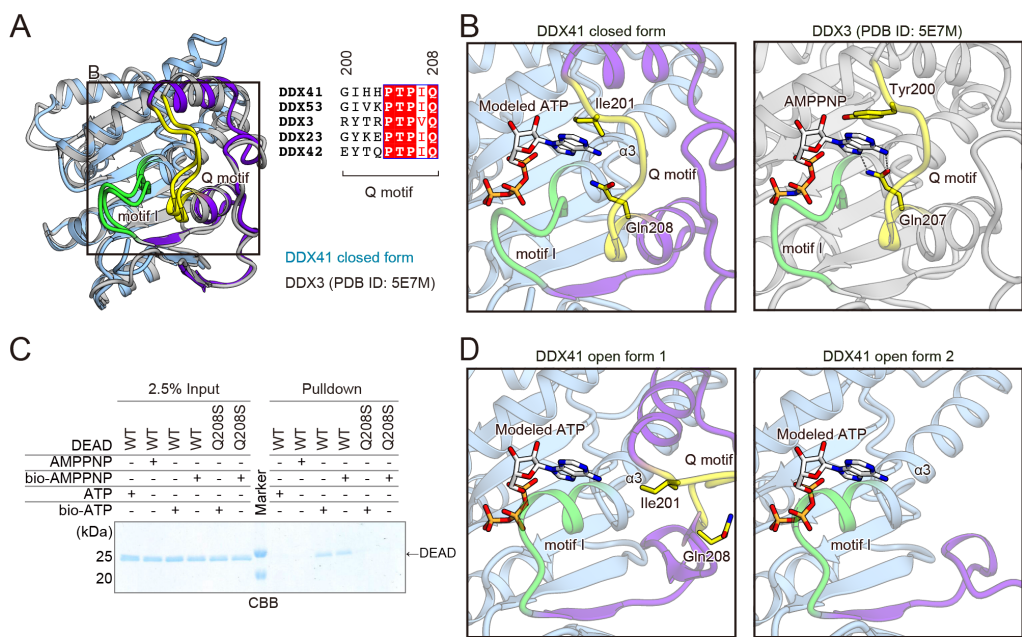 A
B
motif I
Q motif
200
208
DDX41 GIHHPTPIQ
DDX53 GIVKPTPIQ
DDX3 RYTRPTPVQ
DDX23 GYKEPTPIQ
DDX42 EYTQPTPIQ
Q motif
DDX41 closed form
DDX3 (PDB ID: 5E7M)
B
DDX41 closed form
Modeled ATP
Ile201
α3
Q motif
Gln208
motif I
DDX3 (PDB ID: 5E7M)
AMPPNP
Tyr200
Q motif
Gln207
motif I
C
2.5% Input
Pulldown
DEAD WT WT WT WT Q208S Q208S Marker WT WT WT WT Q208S Q208S
AMPPNP - + - - - - - + - - - -
bio-AMPPNP - - - + - + - - - + - +
ATP + - - - - - + - - - - -
bio-ATP - - + - + - - - + - + -
(kDa)
25
20
←DEAD
CBB
D
DDX41 open form 1
Modeled ATP
Q motif
α3
Ile201
Gln208
motif I
DDX41 open form 2
Modeled ATP
α3
motif I